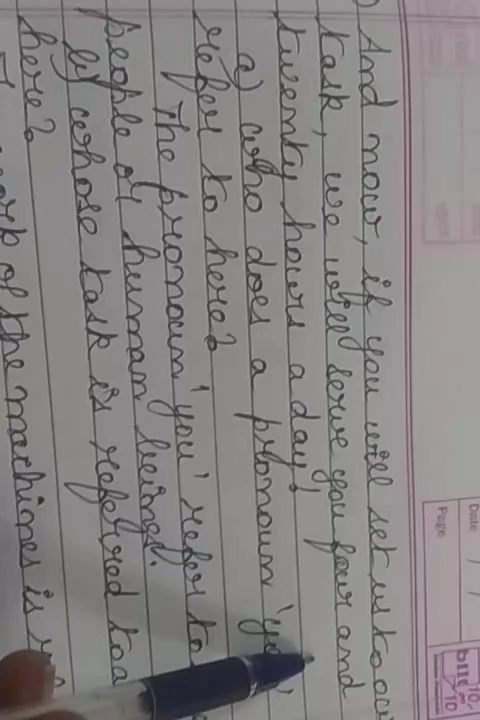 And now, if you will set us to our
task, we will serve you four and
twenty hours a day!
a) who does a pronoun 'you'
refer to here?
The pronoun 'you' refer to
people or human beings.
b) whose task is referred to
here?
of the machines is
Date
Page